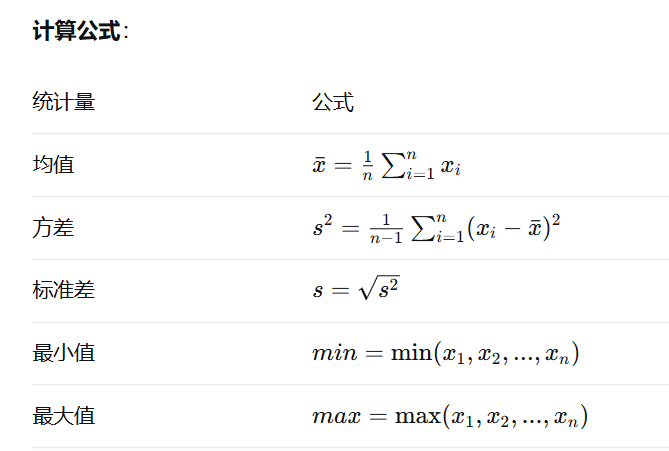 计算公式：
统计量 公式
均值 $\bar{x} = \frac{1}{n} \sum_{i=1}^{n} x_i$
方差 $s^2 = \frac{1}{n-1} \sum_{i=1}^{n} (x_i - \bar{x})^2$
标准差 $s = \sqrt{s^2}$
最小值 $min = \min(x_1, x_2, ..., x_n)$
最大值 $max = \max(x_1, x_2, ..., x_n)$